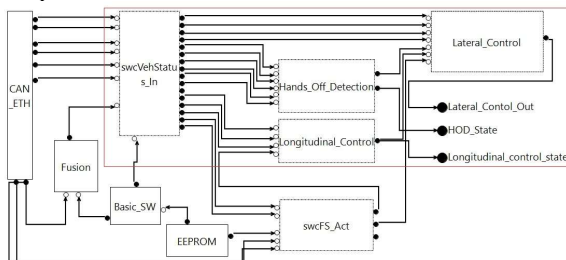 CAN
_ETH
swcVehStatu
s_In
Lateral_Control
Hands_Off_Detection
Longitudinal_Control
Lateral_Contol_Out
HOD_State
Longitudinal_control_state
Fusion
Basic_SW
EEPROM
swcFS_Act